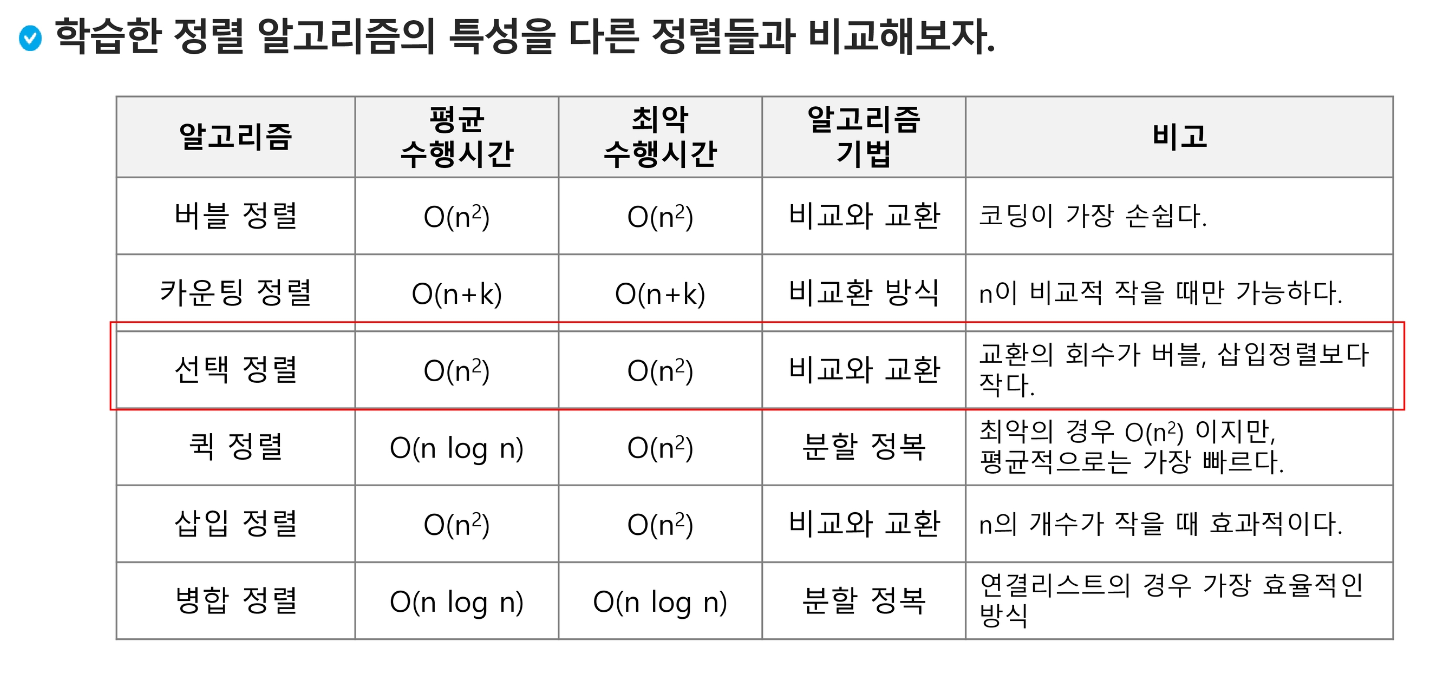 학습한 정렬 알고리즘의 특성을 다른 정렬들과 비교해보자.
알고리즘
평균
수행시간
최악
수행시간
알고리즘
기법
비고
버블 정렬
O(n²)
O(n²)
비교와 교환
코딩이 가장 손쉽다.
카운팅 정렬
O(n+k)
O(n+k)
비교환 방식
n이 비교적 작을 때만 가능하다.
선택 정렬
O(n²)
O(n²)
비교와 교환
교환의 회수가 버블, 삽입정렬보다
작다.
퀵 정렬
O(n log n)
O(n²)
분할 정복
최악의 경우 O(n²) 이지만,
평균적으로는 가장 빠르다.
삽입 정렬
O(n²)
O(n²)
비교와 교환
n의 개수가 작을 때 효과적이다.
병합 정렬
O(n log n)
O(n log n)
분할 정복
연결리스트의 경우 가장 효율적인
방식